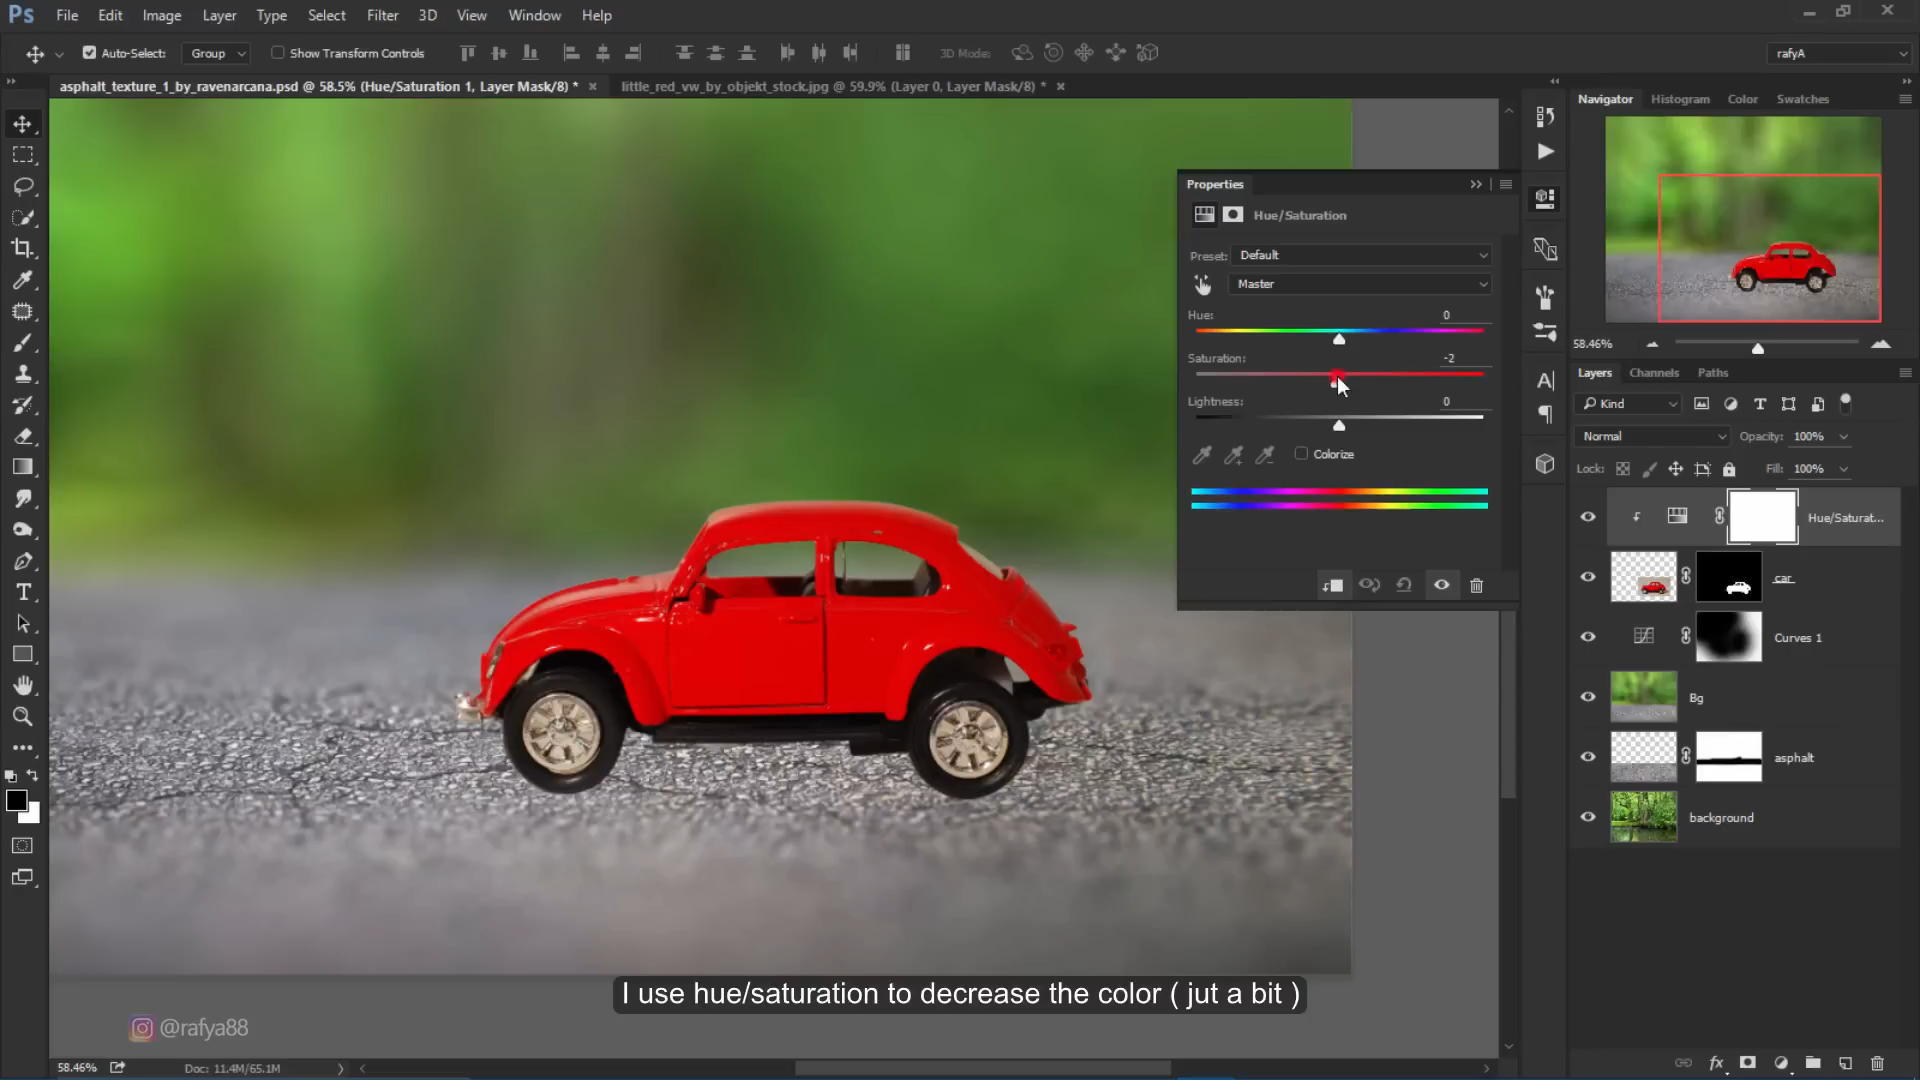 Ps File Edit Image Layer Type Select Filter 3D View Window Help
Auto-Select: Group Show Transform Controls 3D Mode: rafyA
asphalt_texture_1_by_ravenarcana.psd @ 58.5% (Hue/Saturation 1, Layer Mask/8) * little_red_vw_by_objekt_stock.jpg @ 59.9% (Layer 0, Layer Mask/8) *
Navigator Histogram Color Swatches
Properties
Hue/Saturation
Preset: Default
Master
Hue: 0
Saturation: -2
Lightness: 0
Colorize
58.46%
Layers Channels Paths
Kind
Normal Opacity: 100%
Lock: Fill: 100%
Hue/Saturat...
car
Curves 1
Bg
asphalt
background
I use hue/saturation to decrease the color ( jut a bit )
@rafya88
58.46% Doc: 11.4M/65.1M
fx